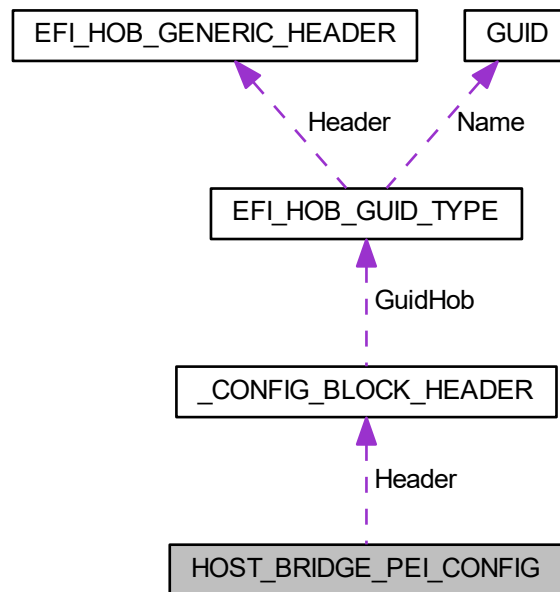 EFI_HOB_GENERIC_HEADER
GUID
Header
Name
EFI_HOB_GUID_TYPE
GuidHob
_CONFIG_BLOCK_HEADER
Header
HOST_BRIDGE_PEI_CONFIG